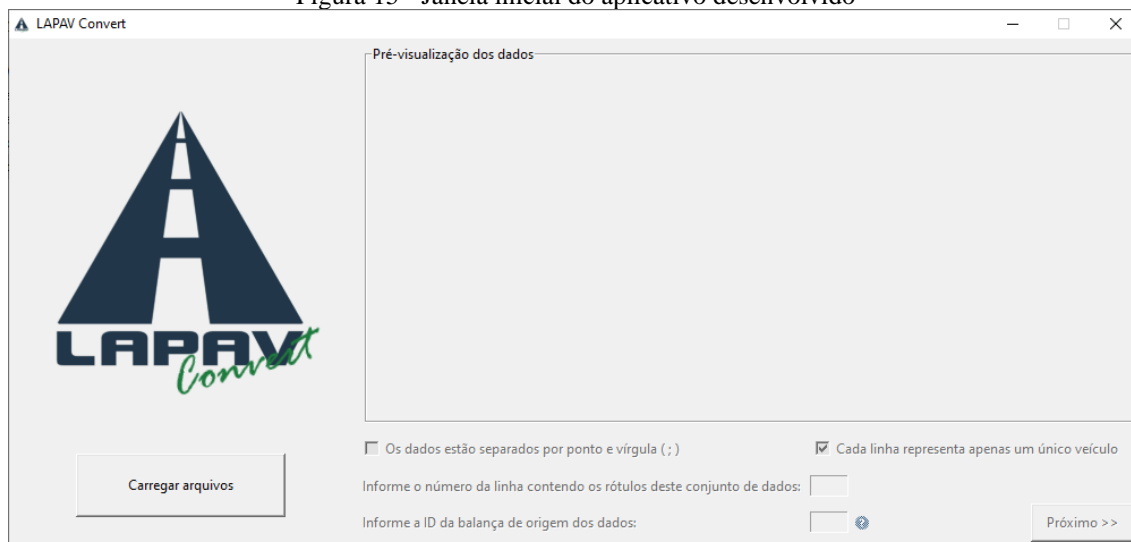 Figura 15 - Janela inicial do aplicativo desenvolvido
LAPAV Convert
Pré-visualização dos dados
LAPAV
Convert
Os dados estão separados por ponto e vírgula ( ; )
Cada linha representa apenas um único veículo
Carregar arquivos
Informe o número da linha contendo os rótulos deste conjunto de dados:
Informe a ID da balança de origem dos dados:
?
Próximo >>